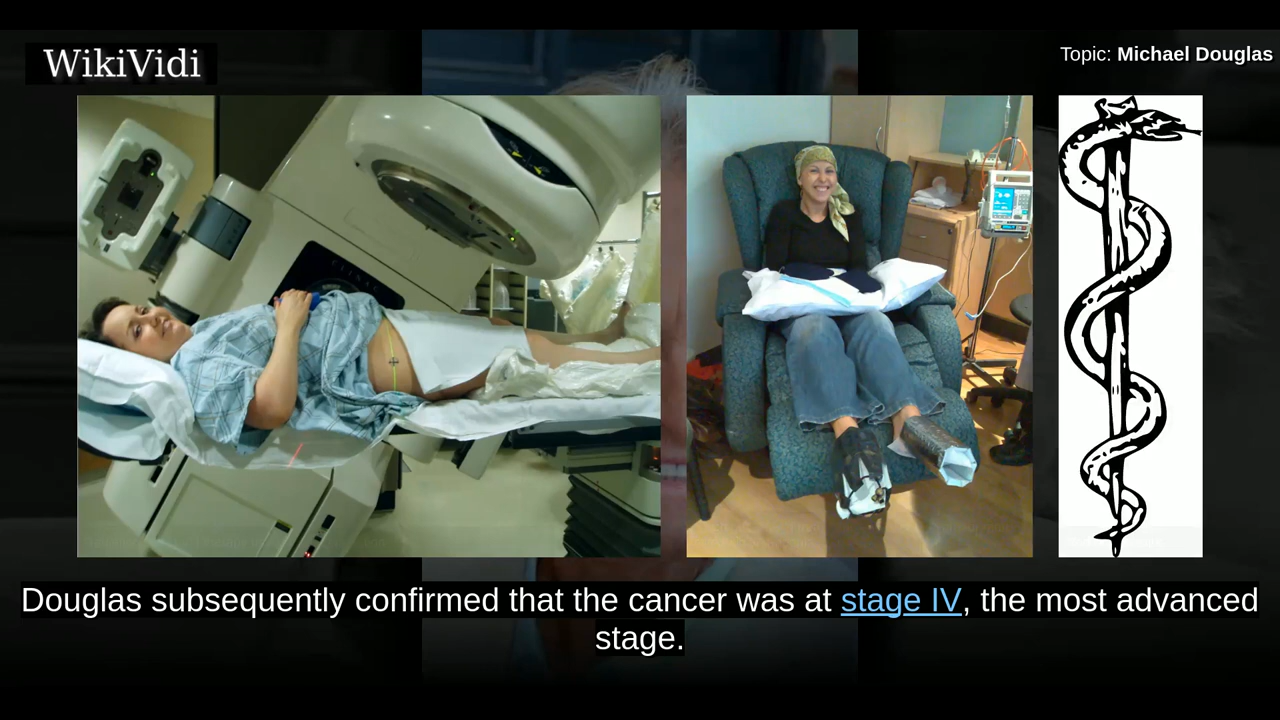 WikiVidi
Topic: Michael Douglas
Douglas subsequently confirmed that the cancer was at stage IV, the most advanced
stage.